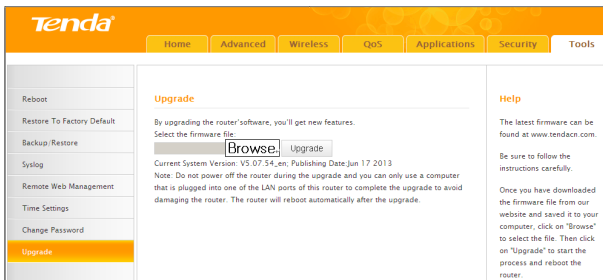 Tenda
Home Advanced Wireless QoS Applications Security Tools
Reboot
Restore To Factory Default
Backup/Restore
Syslog
Remote Web Management
Time Settings
Change Password
Upgrade
Upgrade
By upgrading the router'software, you'll get new features.
Select the firmware file:
Browse. Upgrade
Current System Version: V5.07.54_en; Publishing Date:Jun 17 2013
Note: Do not power off the router during the upgrade and you can only use a computer
that is plugged into one of the LAN ports of this router to complete the upgrade to avoid
damaging the router. The router will reboot automatically after the upgrade.
Help
The latest firmware can be
found at www.tendacn.com.
Be sure to follow the
instructions carefully.
Once you have downloaded
the firmware file from our
website and saved it to your
computer, click on "Browse"
to select the file. Then click
on "Upgrade" to start the
process and reboot the
router.